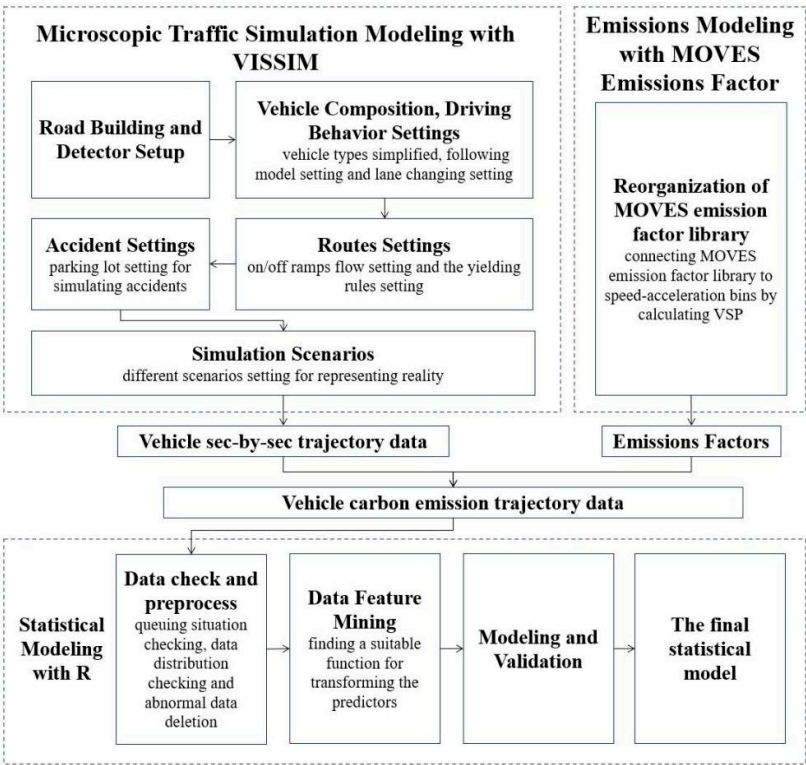 Microscopic Traffic Simulation Modeling with
VISSIM
Road Building and
Detector Setup
Vehicle Composition, Driving
Behavior Settings
vehicle types simplified, following
model setting and lane changing setting
Accident Settings
parking lot setting for
simulating accidents
Routes Settings
on/off ramps flow setting and the yielding
rules setting
Simulation Scenarios
different scenarios setting for representing reality
Emissions Modeling
with MOVES
Emissions Factor
Reorganization of
MOVES emission
factor library
connecting MOVES
emission factor library to
speed-acceleration bins by
calculating VSP
Vehicle sec-by-sec trajectory data
Emissions Factors
Vehicle carbon emission trajectory data
Statistical
Modeling
with R
Data check and
preprocess
queuing situation
checking, data
distribution
checking and
abnormal data
deletion
Data Feature
Mining
finding a suitable
function for
transforming the
predictors
Modeling and
Validation
The final
statistical
model